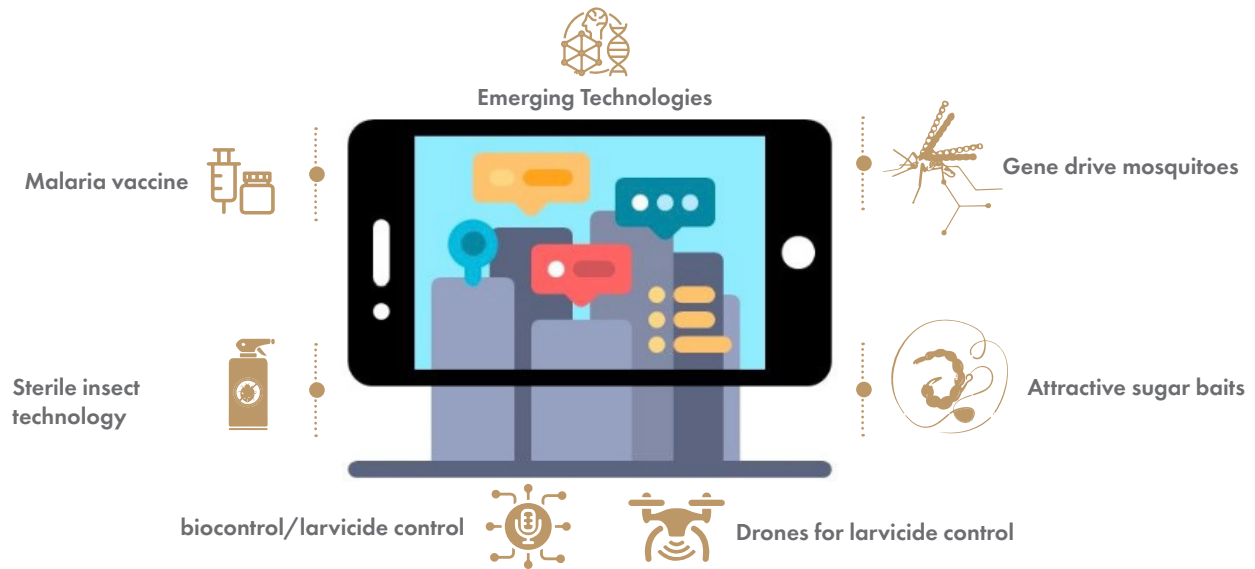 Emerging Technologies
Malaria vaccine
Gene drive mosquitoes
Sterile insect
technology
Attractive sugar baits
biocontrol/larvicide control
Drones for larvicide control